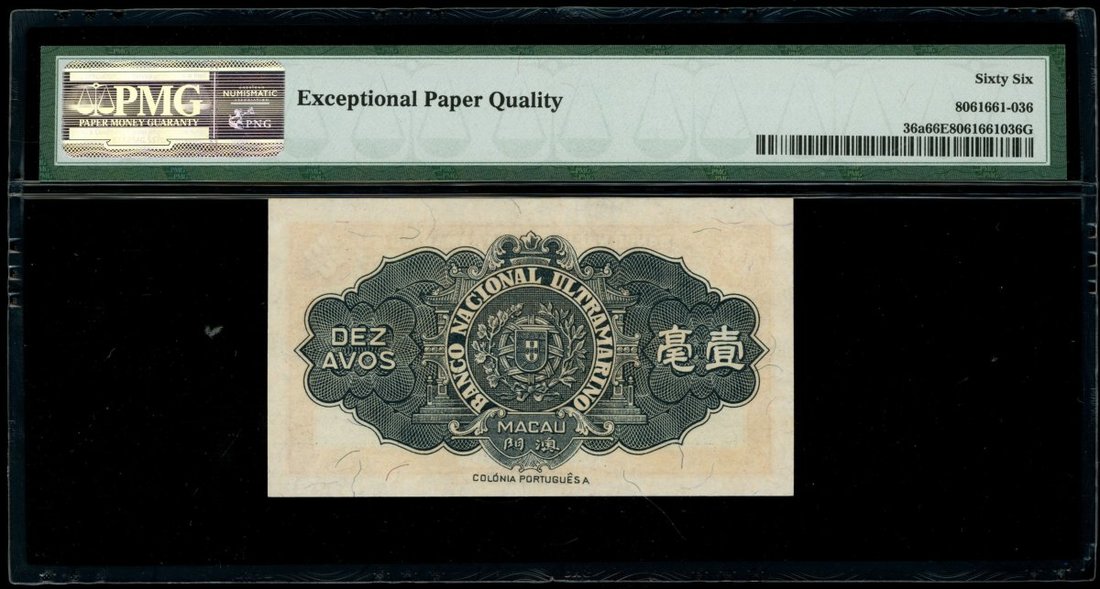 PMG
PAPER MONEY GUARANTY
NUMISMATIC
PNG
Exceptional Paper Quality
Sixty Six
8061661-036
36a66E8061661036G
BANCO NACIONAL ULTRAMARINO
DEZ
AVOS
毫壹
MACAU
門澳
COLÓNIA PORTUGUÊSA